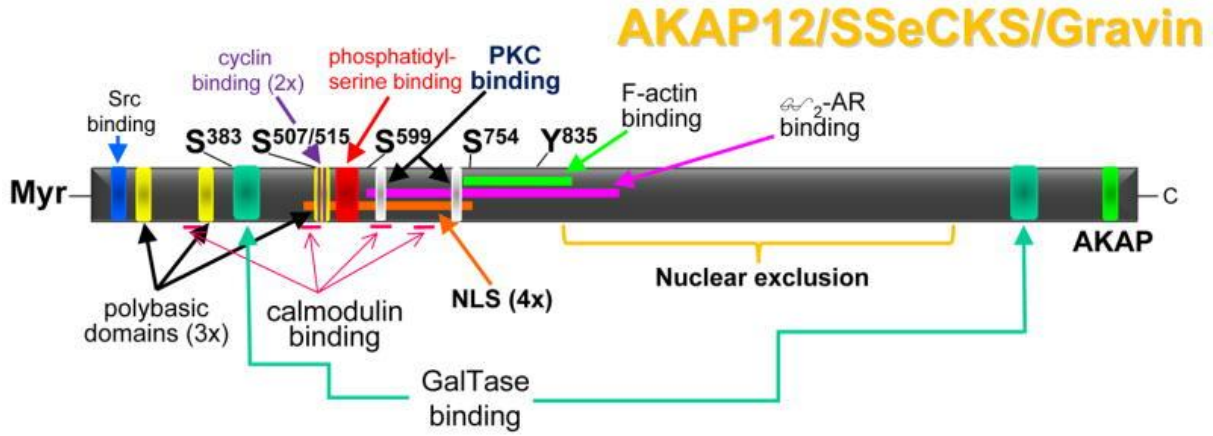 AKAP12/SSeCKS/Gravin
cyclin
binding (2x)
phosphatidyl-
serine binding
PKC
binding
Src
binding
F-actin
binding
₂-AR
binding
S³⁸³
S⁵⁰⁷/⁵¹⁵
S⁵⁹⁹
S⁷⁵⁴
Y⁸³⁵
Myr
C
AKAP
Nuclear exclusion
NLS (4x)
polybasic
domains (3x)
calmodulin
binding
GalTase
binding